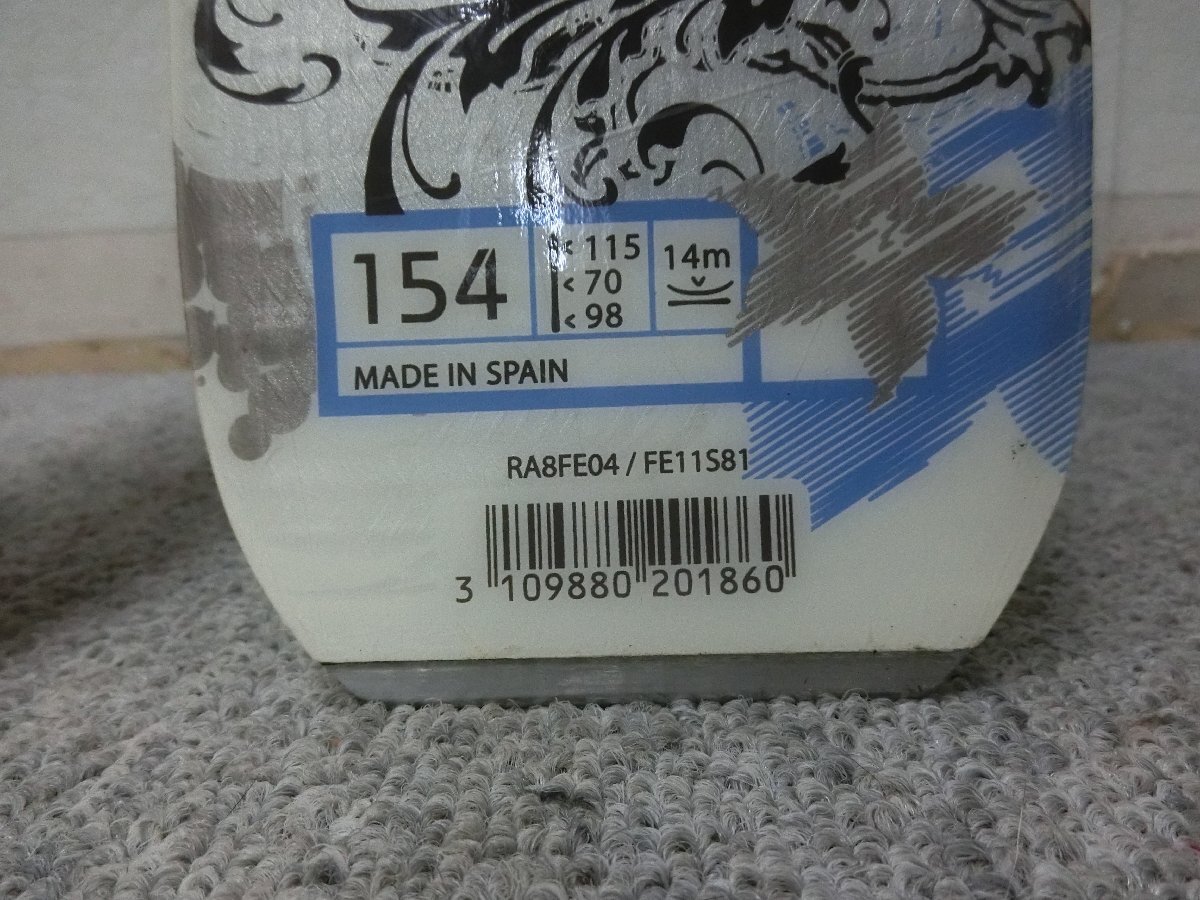 154
< 115
< 70
< 98
14m
MADE IN SPAIN
RA8FE04 / FE11S81
3 109880 201860